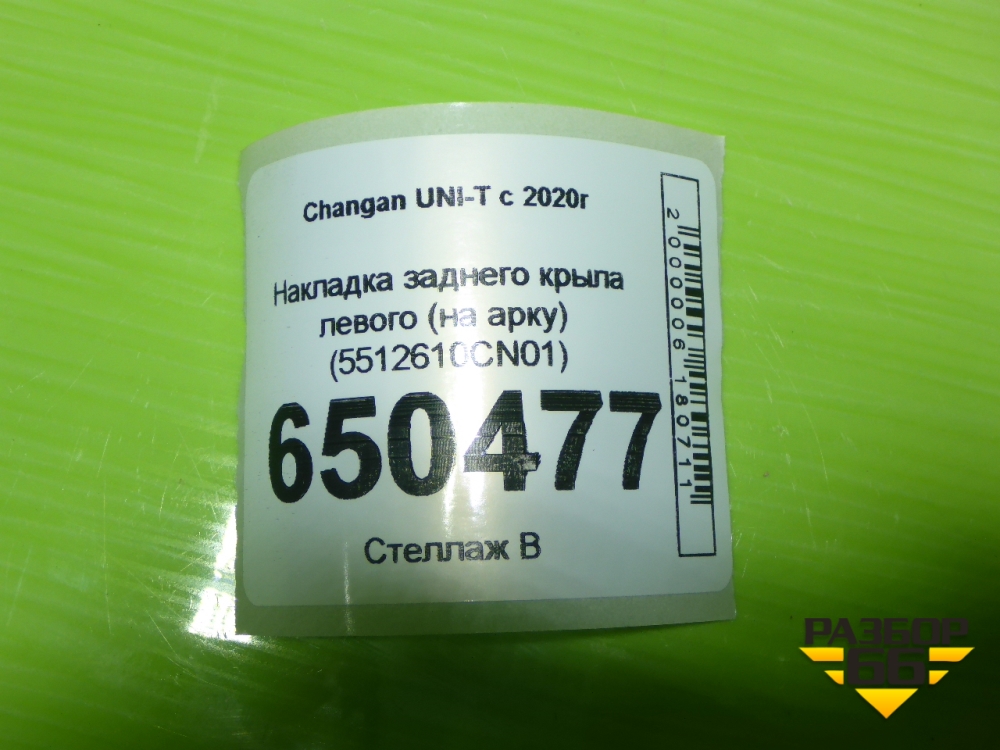 Changan UNI-T с 2020г
Накладка заднего крыла
левого (на арку)
(5512610CN01)
650477
Стеллаж В
2000006180711
РАЗБОР
66